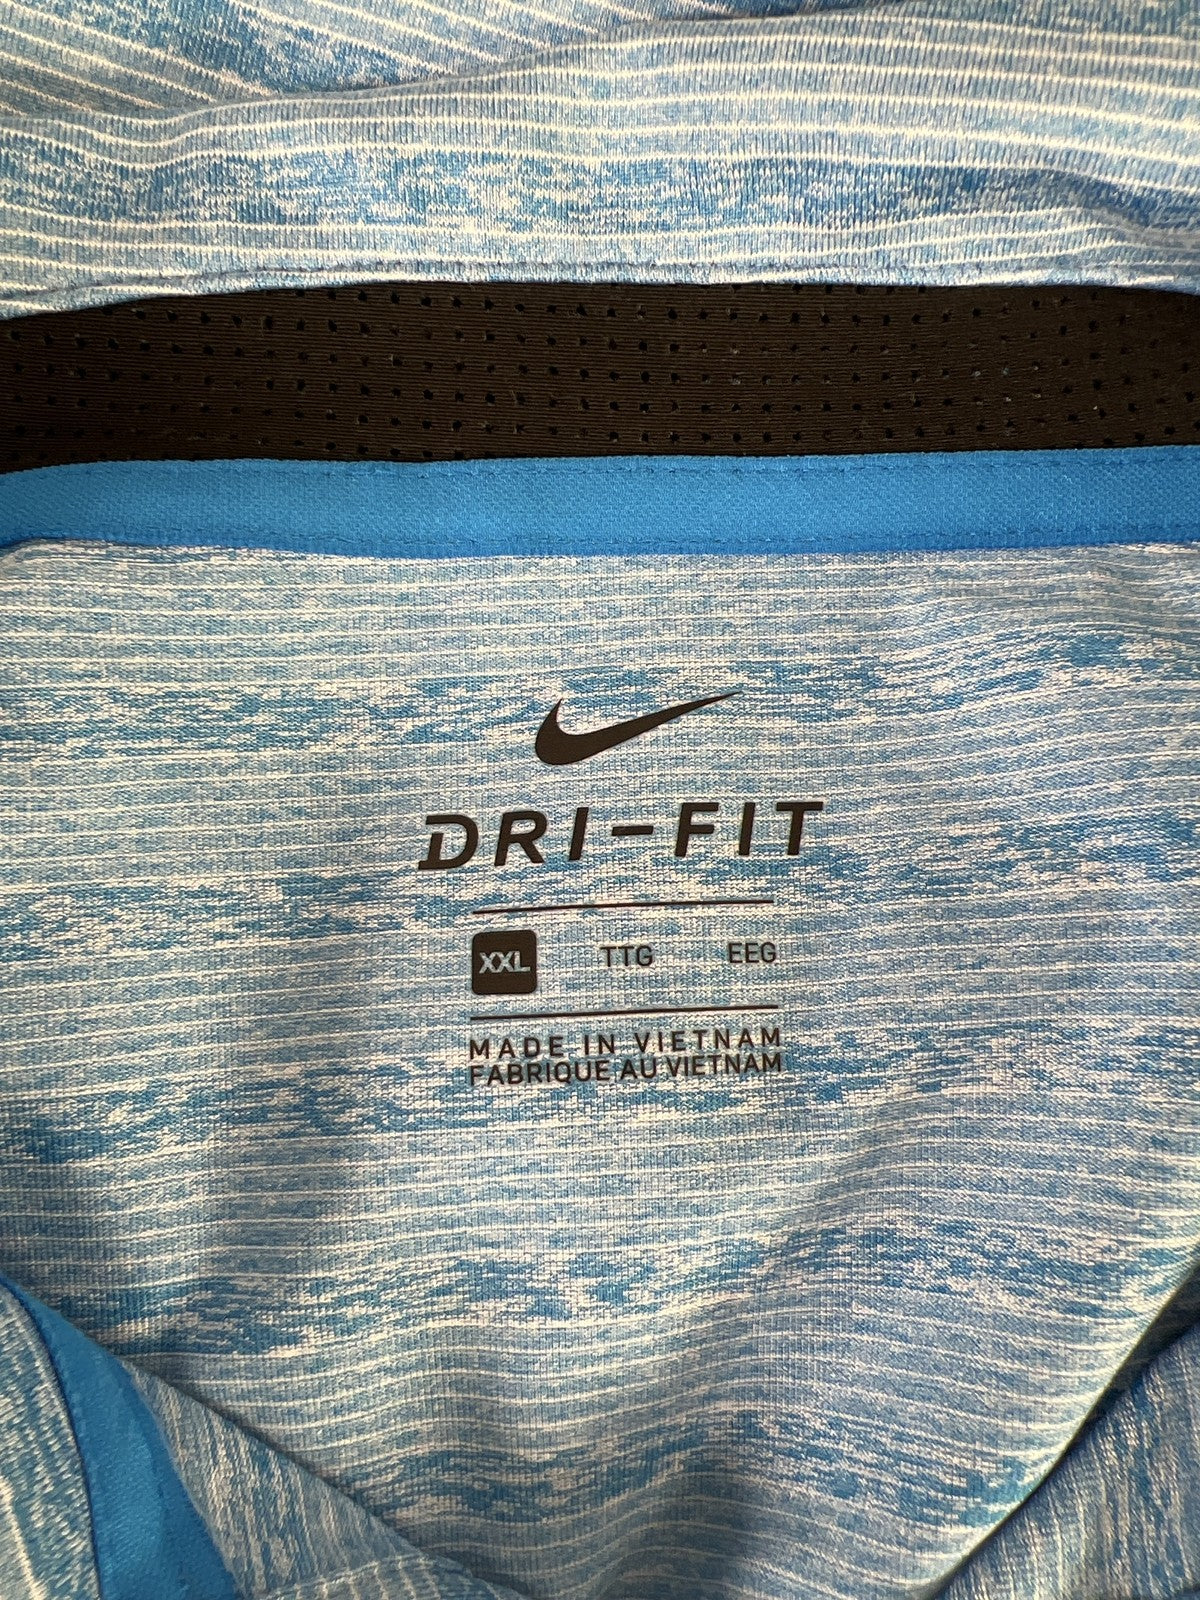 DRI-FIT
XXL TTG EEG
MADE IN VIETNAM
FABRIQUE AU VIETNAM